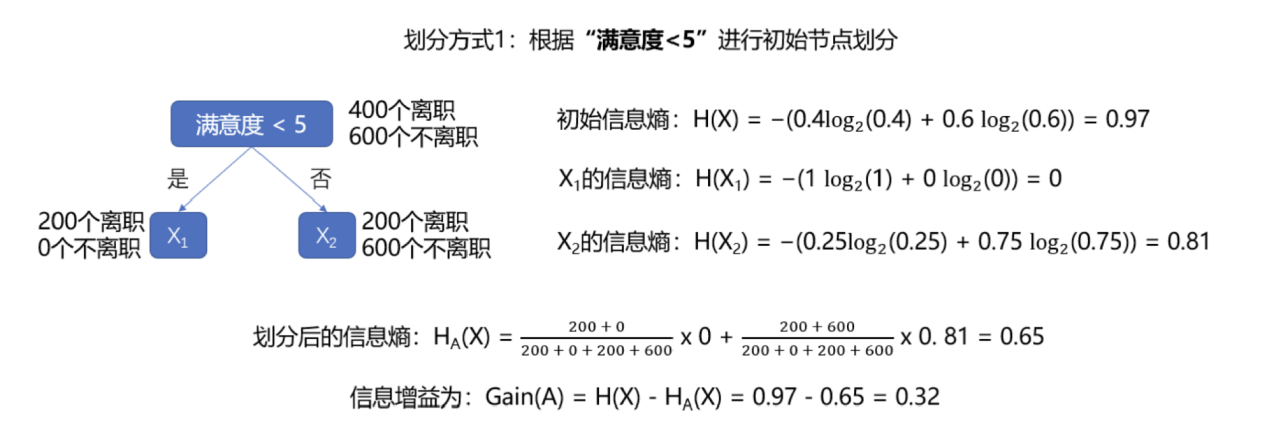 划分方式1：根据“满意度<5”进行初始节点划分
满意度 < 5
400个离职
600个不离职
是
否
200个离职
0个不离职
X₁
X₂
200个离职
600个不离职
初始信息熵：H(X) = −(0.4log₂(0.4) + 0.6 log₂(0.6)) = 0.97
X₁的信息熵：H(X₁) = −(1 log₂(1) + 0 log₂(0)) = 0
X₂的信息熵：H(X₂) = −(0.25log₂(0.25) + 0.75 log₂(0.75)) = 0.81
划分后的信息熵：H_A(X) = (200 + 0)/(200 + 0 + 200 + 600) x 0 + (200 + 600)/(200 + 0 + 200 + 600) x 0. 81 = 0.65
信息增益为：Gain(A) = H(X) - H_A(X) = 0.97 - 0.65 = 0.32